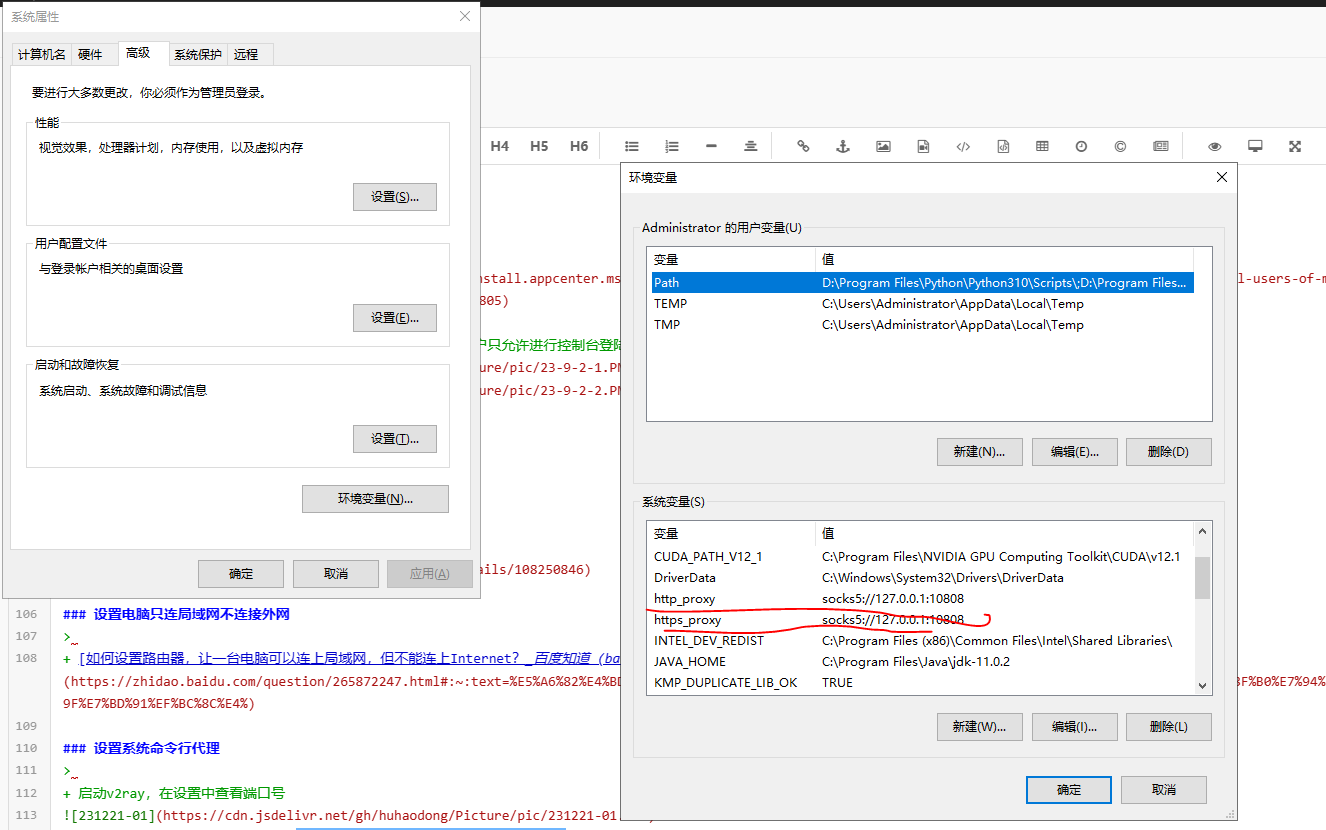 系统属性
计算机名 硬件 高级 系统保护 远程
要进行大多数更改，你必须作为管理员登录。
性能
视觉效果，处理器计划，内存使用，以及虚拟内存
设置(S)...
用户配置文件
与登录帐户相关的桌面设置
设置(E)...
启动和故障恢复
系统启动、系统故障和调试信息
设置(T)...
环境变量(N)...
确定 取消 应用(A)
H4 H5 H6
nstall.appcenter.ms
l-users-of-m
805)
户只允许进行控制台登陆
ure/pic/23-9-2-1.PN
ure/pic/23-9-2-2.PN
ails/108250846)
环境变量
Administrator 的用户变量(U)
变量 值
Path D:\Program Files\Python\Python310\Scripts\;D:\Program Files...
TEMP C:\Users\Administrator\AppData\Local\Temp
TMP C:\Users\Administrator\AppData\Local\Temp
新建(N)... 编辑(E)... 删除(D)
系统变量(S)
变量 值
CUDA_PATH_V12_1 C:\Program Files\NVIDIA GPU Computing Toolkit\CUDA\v12.1
DriverData C:\Windows\System32\Drivers\DriverData
http_proxy socks5://127.0.0.1:10808
https_proxy socks5://127.0.0.1:10808
INTEL_DEV_REDIST C:\Program Files (x86)\Common Files\Intel\Shared Libraries\
JAVA_HOME C:\Program Files\Java\jdk-11.0.2
KMP_DUPLICATE_LIB_OK TRUE
新建(W)... 编辑(I)... 删除(L)
确定 取消
106 ### 设置电脑只连局域网不连接外网
107 >
108 + [如何设置路由器，让一台电脑可以连上局域网，但不能连上Internet？_百度知道 (ba
(https://zhidao.baidu.com/question/265872247.html#:~:text=%E5%A6%82%E4%BD
3F%B0%E7%94%
9F%E7%BD%91%EF%BC%8C%E4%)
109
110 ### 设置系统命令行代理
111 >
112 + 启动v2ray，在设置中查看端口号
113 ![231221-01](https://cdn.jsdelivr.net/gh/huhaodong/Picture/pic/231221-01